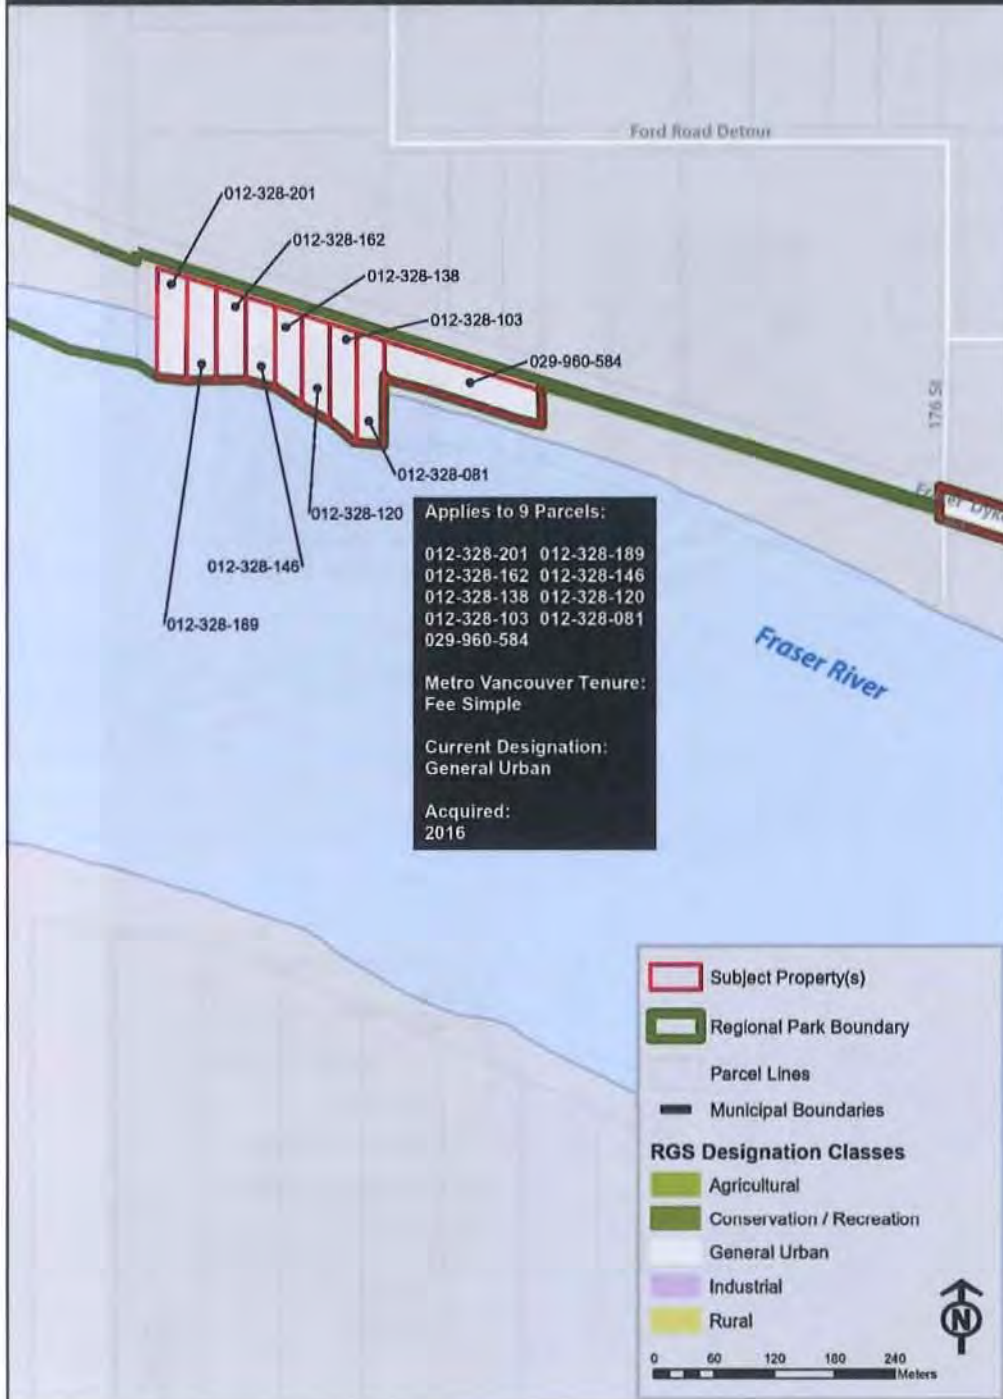 Ford Road Detour
012-328-201
012-328-162
012-328-138
012-328-103
029-960-584
176 St
012-328-081
012-328-120
012-328-146
012-328-189
Applies to 9 Parcels:
012-328-201 012-328-189
012-328-162 012-328-146
012-328-138 012-328-120
012-328-103 012-328-081
029-960-584
Metro Vancouver Tenure:
Fee Simple
Current Designation:
General Urban
Acquired:
2016
Fraser River
Subject Property(s)
Regional Park Boundary
Parcel Lines
Municipal Boundaries
RGS Designation Classes
Agricultural
Conservation / Recreation
General Urban
Industrial
Rural
N
0 60 120 180 240
Meters